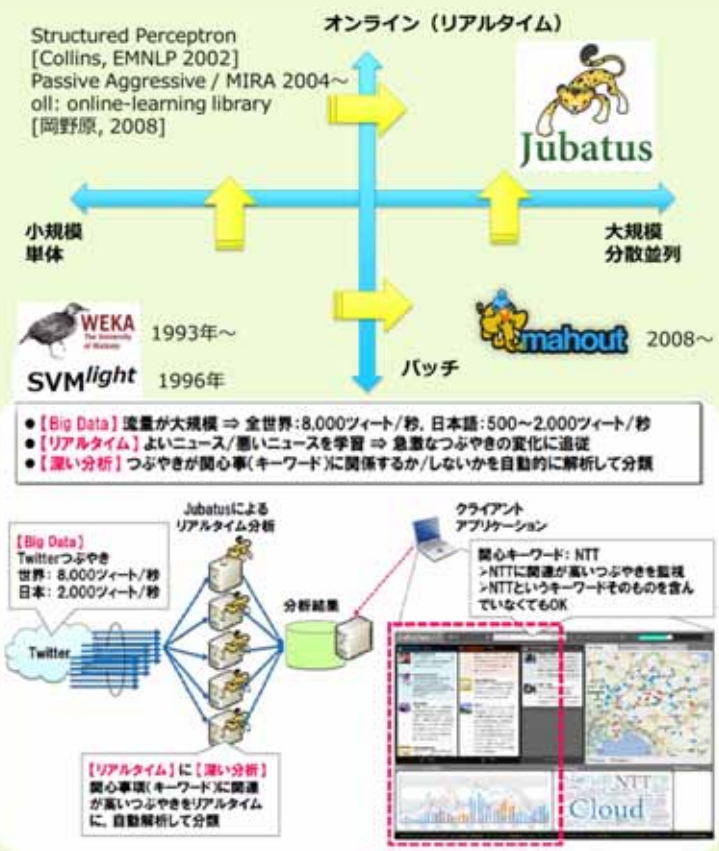 オンライン（リアルタイム）
Structured Perceptron
[Collins, EMNLP 2002]
Passive Aggressive / MIRA 2004～
oll: online-learning library
[岡野原, 2008]
Jubatus
小規模
単体
大規模
分散並列
WEKA
The University
of Waikato
1993年～
SVMlight
1996年
mahout
2008～
バッチ
●【Big Data】流量が大規模 ⇒ 全世界：8,000ツィート/秒，日本語：500～2,000ツィート/秒
●【リアルタイム】よいニュース/悪いニュースを学習 ⇒ 急激なつぶやきの変化に追従
●【深い分析】つぶやきが関心事（キーワード）に関係するか/しないかを自動的に解析して分類
Jubatusによる
リアルタイム分析
クライアント
アプリケーション
【Big Data】
Twitterつぶやき
世界： 8,000ツィート/秒
日本： 2,000ツィート/秒
関心キーワード： NTT
>NTTに関連が高いつぶやきを監視
>NTTというキーワードそのものを含ん
でいなくてもOK
分析結果
Twitter
【リアルタイム】に【深い分析】
関心事項（キーワード）に関連
が高いつぶやきをリアルタイム
に，自動解析して分類
NTT
Cloud